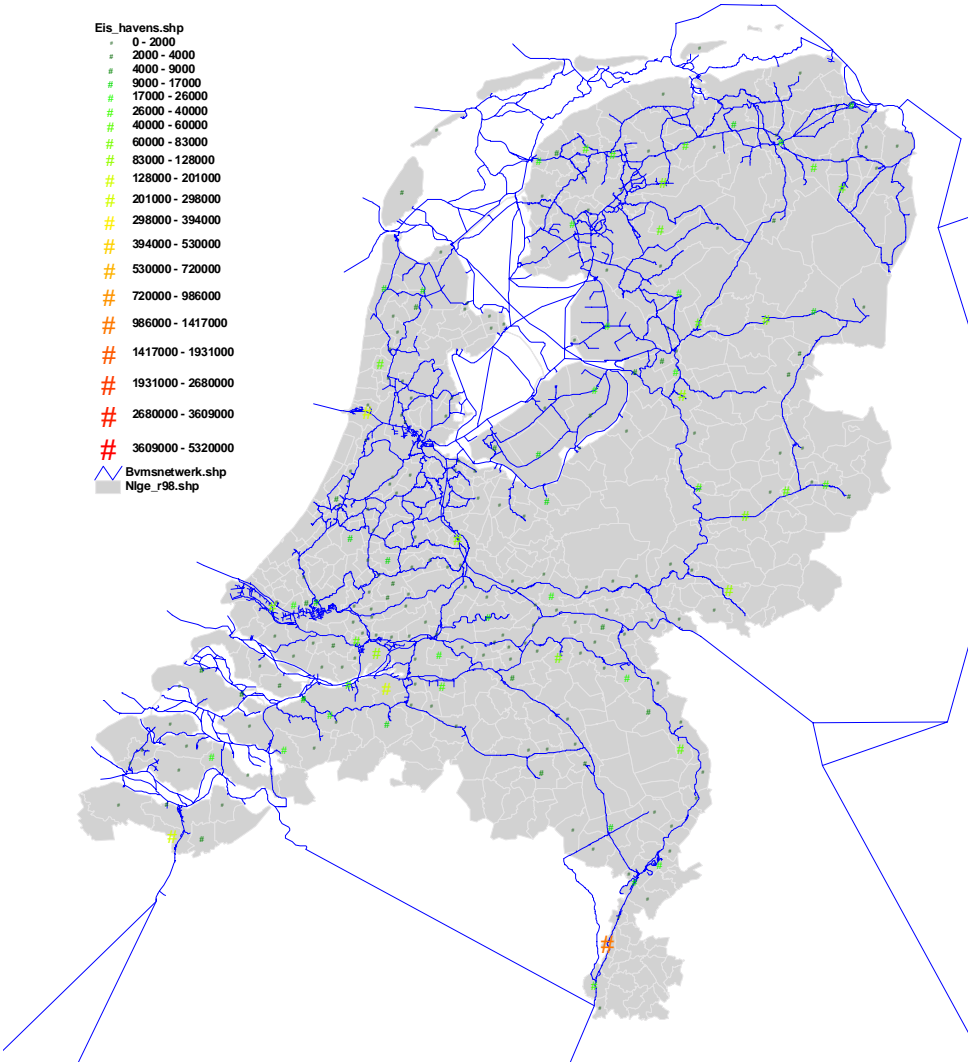 Eis_havens.shp
# 0 - 2000
# 2000 - 4000
# 4000 - 9000
# 9000 - 17000
# 17000 - 26000
# 26000 - 40000
# 40000 - 60000
# 60000 - 83000
# 83000 - 128000
# 128000 - 201000
# 201000 - 298000
# 298000 - 394000
# 394000 - 530000
# 530000 - 720000
# 720000 - 986000
# 986000 - 1417000
# 1417000 - 1931000
# 1931000 - 2680000
# 2680000 - 3609000
# 3609000 - 5320000
Bvmsnetwerk.shp
Nlge_r98.shp